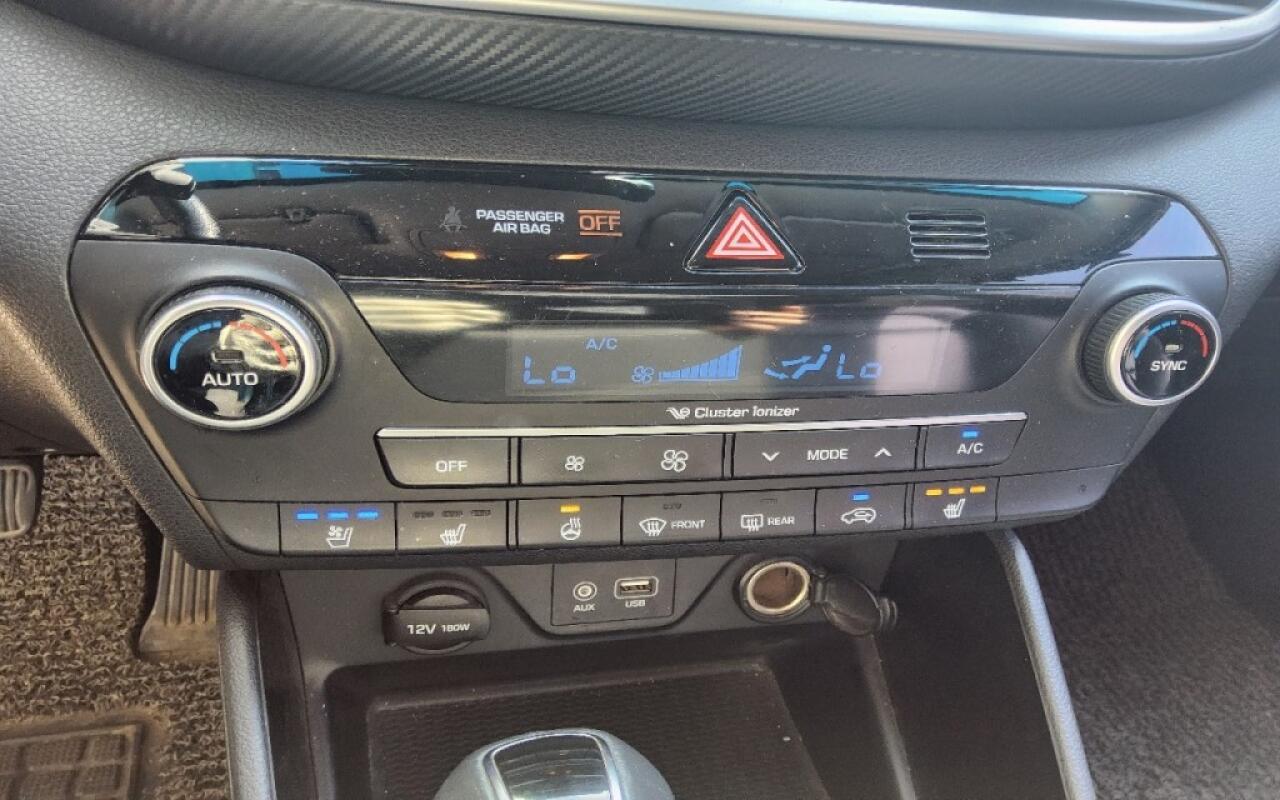 PASSENGER
AIR BAG
OFF
AUTO
SYNC
A/C
Lo
Lo
Cluster Ionizer
OFF
MODE
A/C
FRONT
REAR
12V 180W
AUX
USB